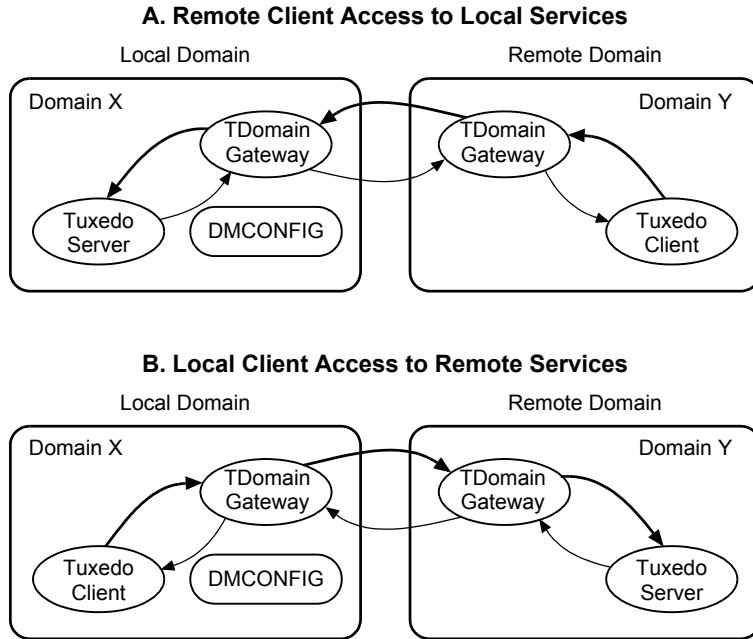 A. Remote Client Access to Local Services
Local Domain
Remote Domain
Domain X
Domain Y
TDomain
Gateway
TDomain
Gateway
Tuxedo
Server
DMCONFIG
Tuxedo
Client
B. Local Client Access to Remote Services
Local Domain
Remote Domain
Domain X
Domain Y
TDomain
Gateway
TDomain
Gateway
Tuxedo
Client
DMCONFIG
Tuxedo
Server